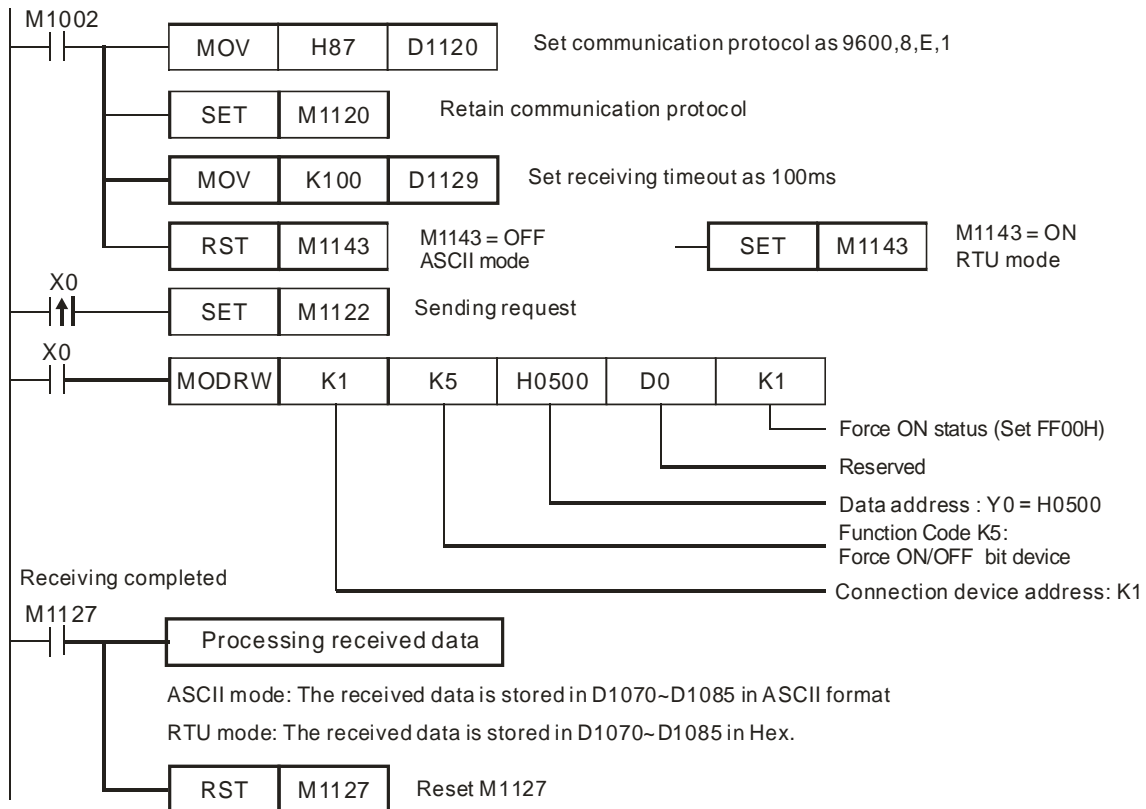 M1002
MOV H87 D1120 Set communication protocol as 9600,8,E,1
SET M1120 Retain communication protocol
MOV K100 D1129 Set receiving timeout as 100ms
RST M1143 M1143 = OFF
ASCII mode
SET M1143 M1143 = ON
RTU mode
X0
SET M1122 Sending request
X0
MODRW K1 K5 H0500 D0 K1
Force ON status (Set FF00H)
Reserved
Data address : Y0 = H0500
Function Code K5:
Force ON/OFF bit device
Connection device address: K1
Receiving completed
M1127
Processing received data
ASCII mode: The received data is stored in D1070~D1085 in ASCII format
RTU mode: The received data is stored in D1070~D1085 in Hex.
RST M1127 Reset M1127